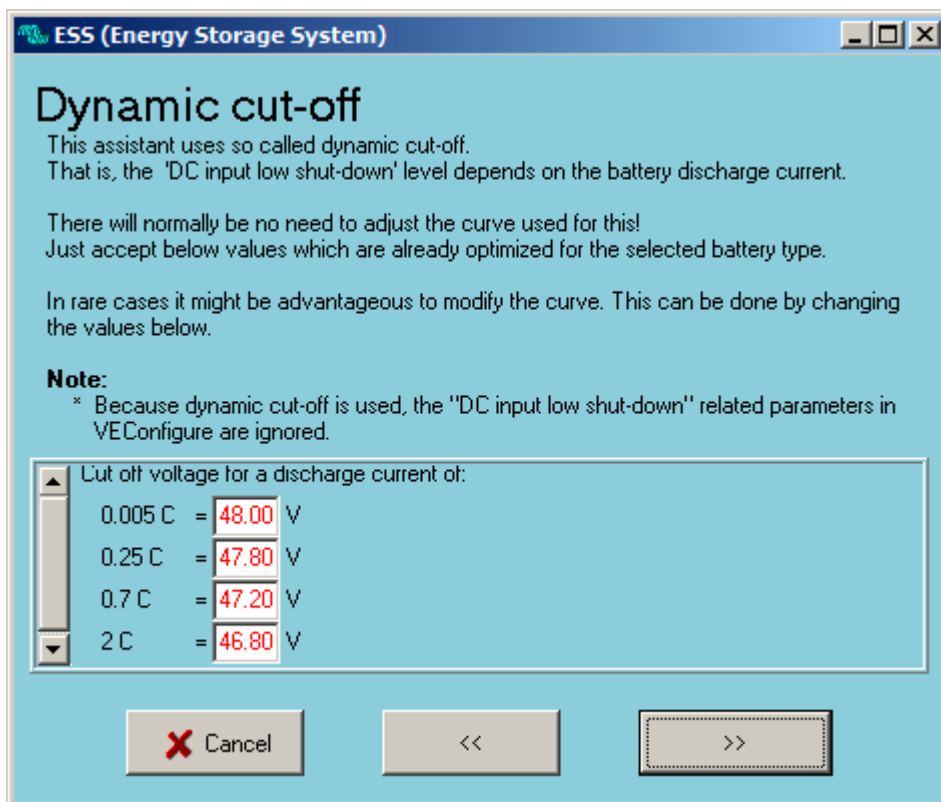 ESS (Energy Storage System)
Dynamic cut-off
This assistant uses so called dynamic cut-off.
That is, the 'DC input low shut-down' level depends on the battery discharge current.
There will normally be no need to adjust the curve used for this!
Just accept below values which are already optimized for the selected battery type.
In rare cases it might be advantageous to modify the curve. This can be done by changing
the values below.
Note:
* Because dynamic cut-off is used, the "DC input low shut-down" related parameters in
VEConfigure are ignored.
Cut off voltage for a discharge current of:
0.005 C = 48.00 V
0.25 C = 47.80 V
0.7 C = 47.20 V
2 C = 46.80 V
Cancel << >>